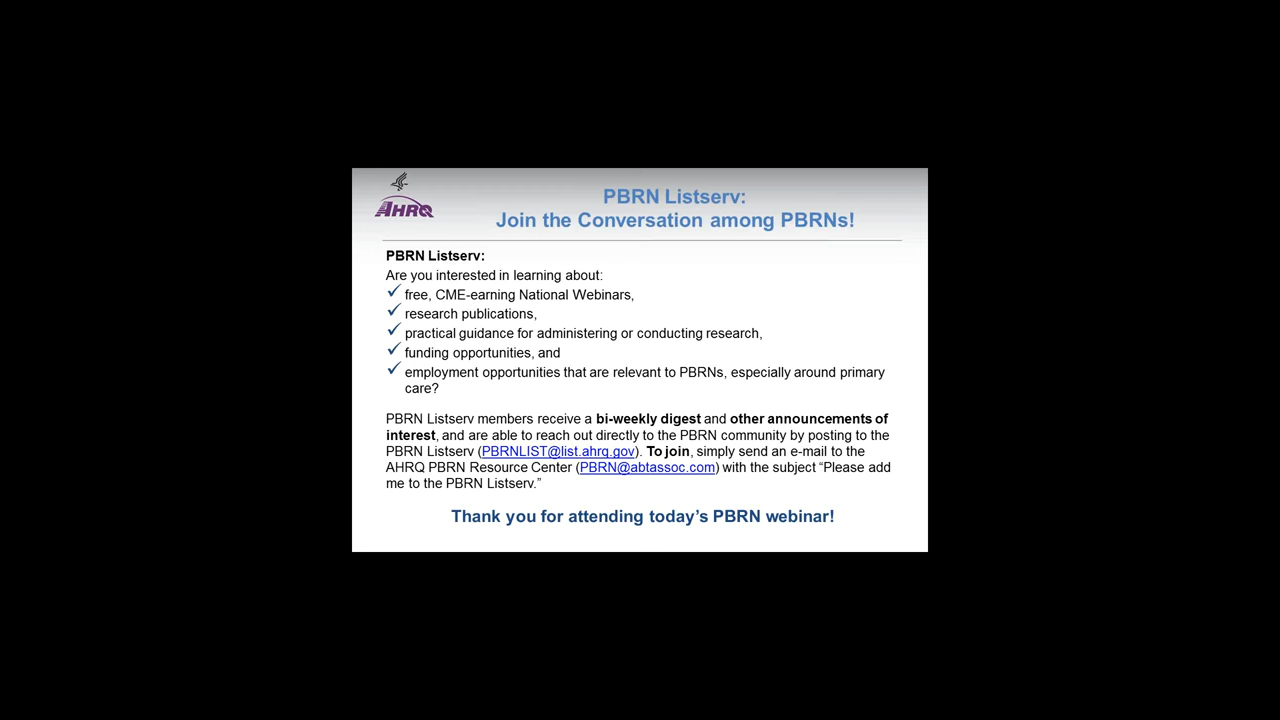 AHRQ
PBRN Listserv:
Join the Conversation among PBRNs!
PBRN Listserv:
Are you interested in learning about:
✓ free, CME-earning National Webinars,
✓ research publications,
✓ practical guidance for administering or conducting research,
✓ funding opportunities, and
✓ employment opportunities that are relevant to PBRNs, especially around primary
care?
PBRN Listserv members receive a bi-weekly digest and other announcements of
interest, and are able to reach out directly to the PBRN community by posting to the
PBRN Listserv (PBRNLIST@list.ahrq.gov). To join, simply send an e-mail to the
AHRQ PBRN Resource Center (PBRN@abtassoc.com) with the subject “Please add
me to the PBRN Listserv.”
Thank you for attending today’s PBRN webinar!